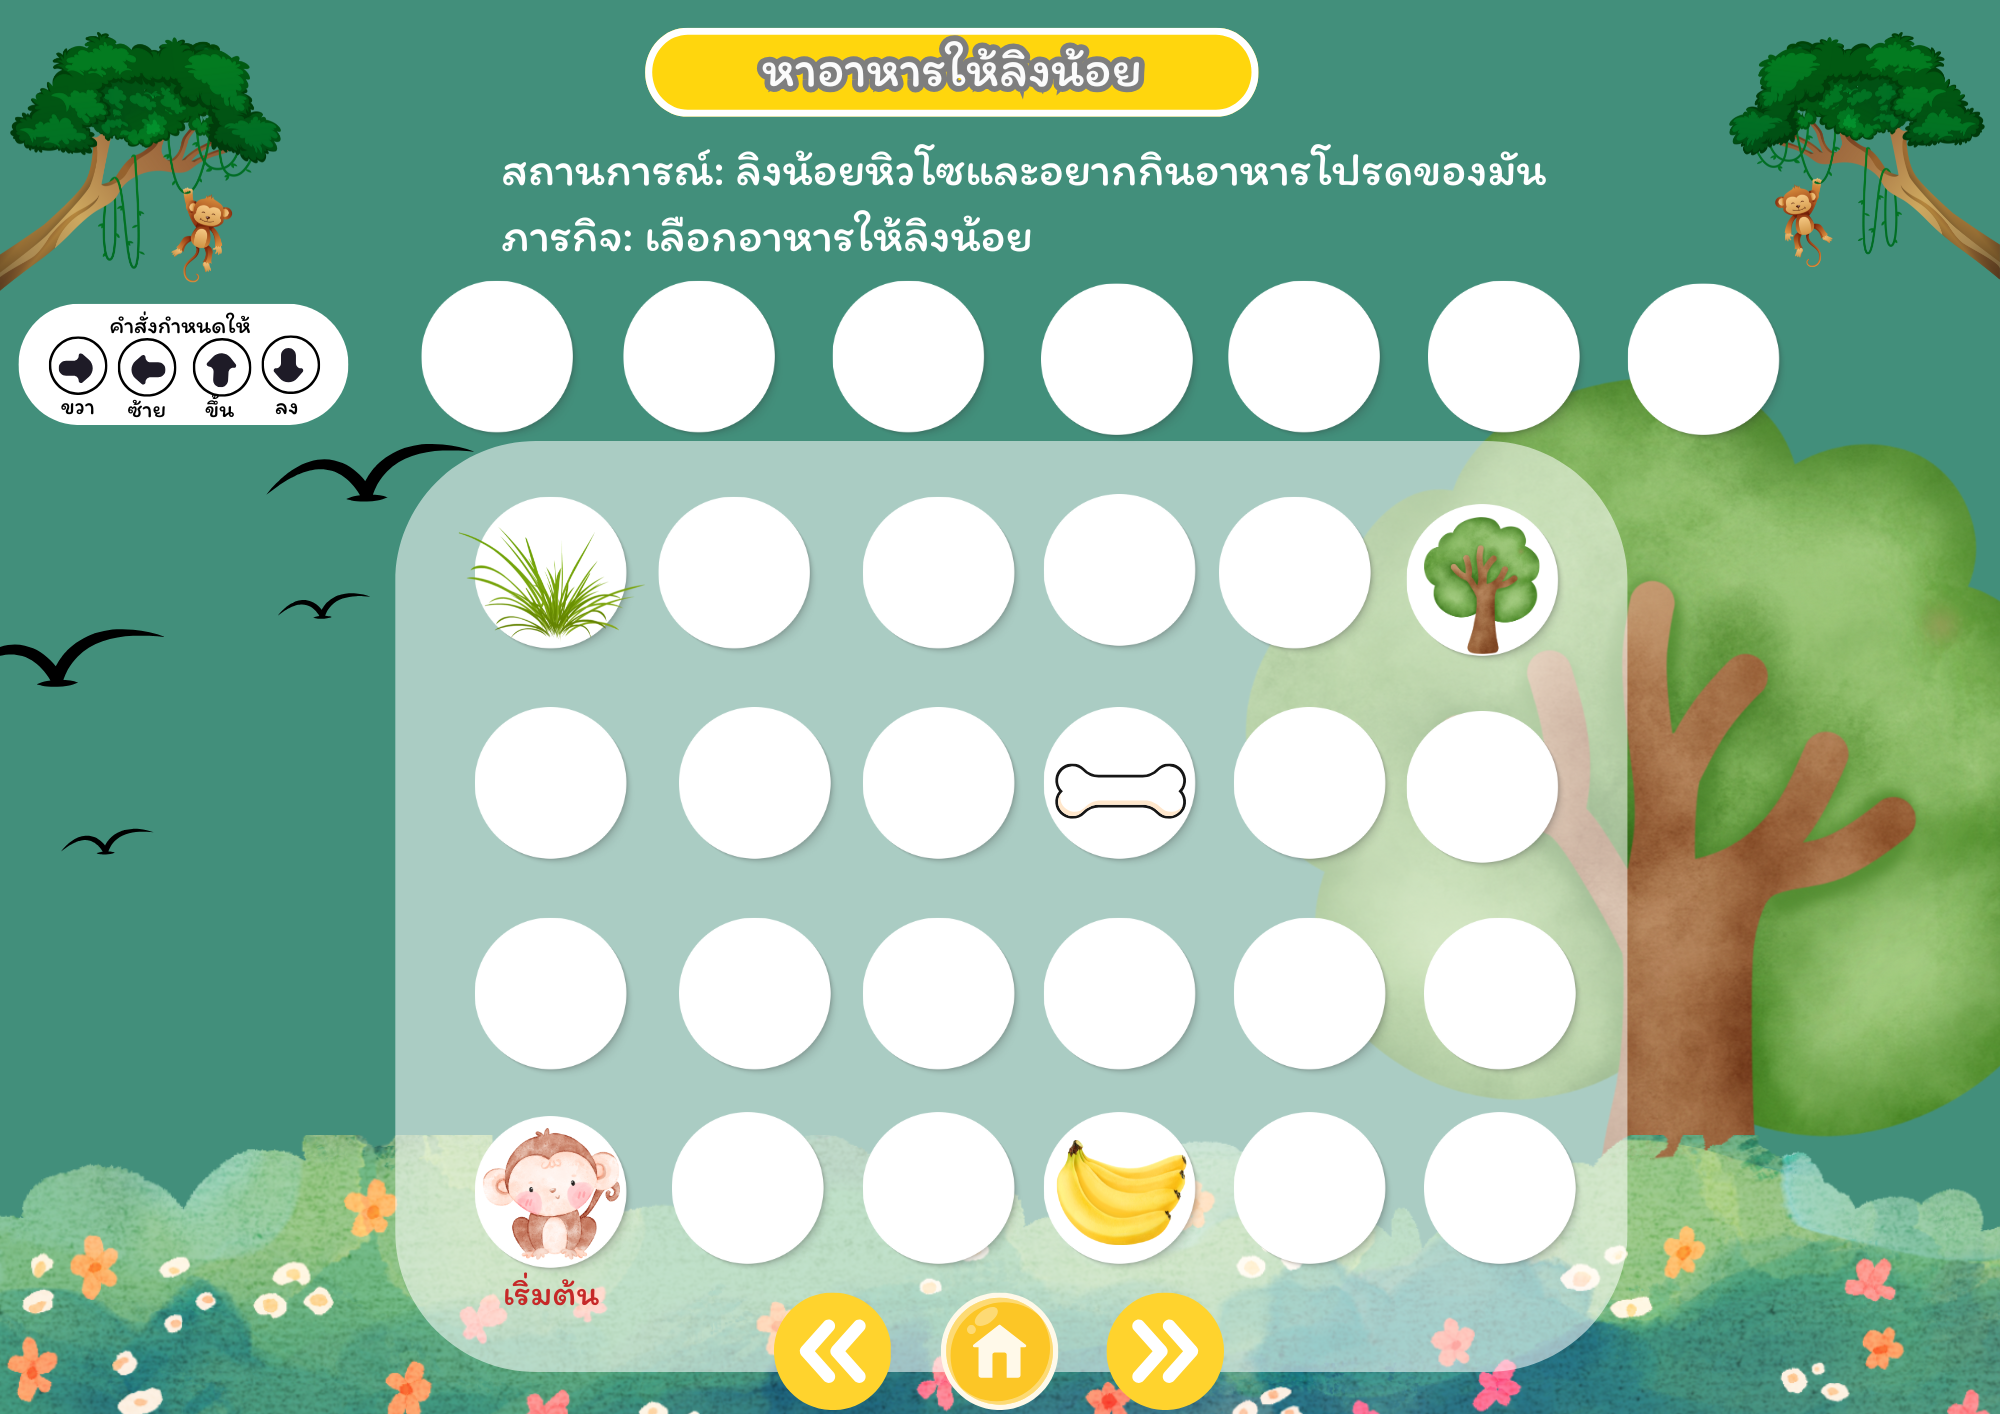 หาอาหารให้ลิงน้อย
สถานการณ์: ลิงน้อยหิวโซและอยากกินอาหารโปรดของมัน
ภารกิจ: เลือกอาหารให้ลิงน้อย
คำสั่งกำหนดให้
ขวา ซ้าย ขึ้น ลง
เริ่มต้น